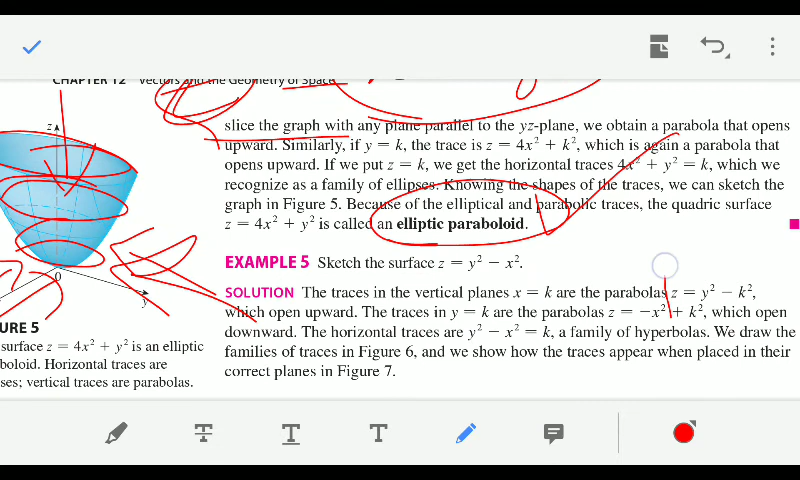 CHAPTER 12 Vectors and the Geometry of Space
slice the graph with any plane parallel to the yz-plane, we obtain a parabola that opens
upward. Similarly, if y = k, the trace is z = 4x² + k², which is again a parabola that
opens upward. If we put z = k, we get the horizontal traces 4x² + y² = k, which we
recognize as a family of ellipses. Knowing the shapes of the traces, we can sketch the
graph in Figure 5. Because of the elliptical and parabolic traces, the quadric surface
z = 4x² + y² is called an elliptic paraboloid.
EXAMPLE 5 Sketch the surface z = y² − x².
SOLUTION The traces in the vertical planes x = k are the parabolas z = y² − k²,
which open upward. The traces in y = k are the parabolas z = −x² + k², which open
downward. The horizontal traces are y² − x² = k, a family of hyperbolas. We draw the
families of traces in Figure 6, and we show how the traces appear when placed in their
correct planes in Figure 7.
z
0
y
URE 5
surface z = 4x² + y² is an elliptic
boloid. Horizontal traces are
ses; vertical traces are parabolas.
T
T
T